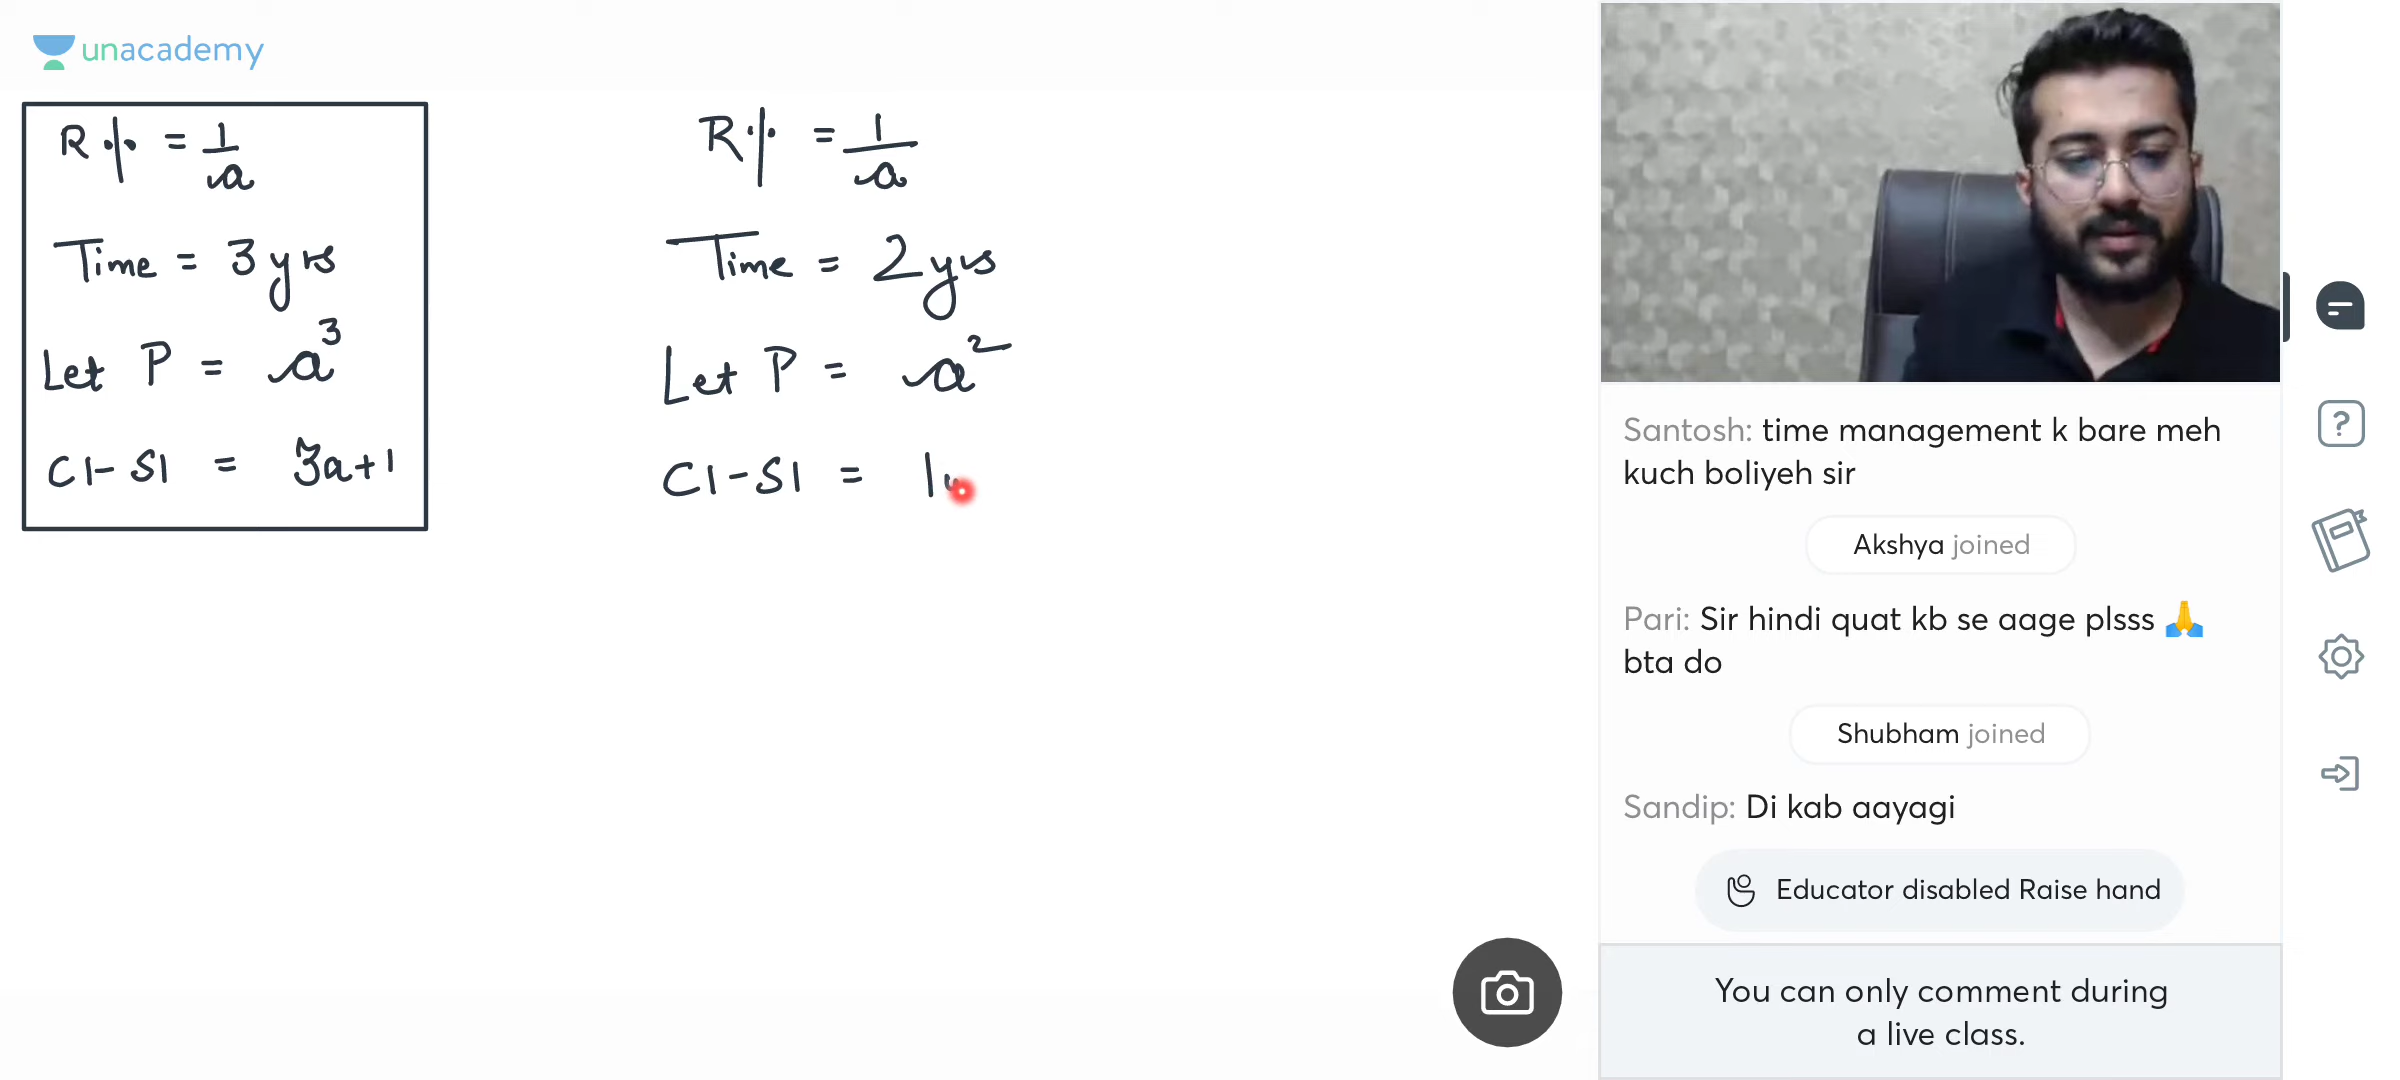 unacademy
R% = 1/a
Time = 3 yrs
Let P = a³
CI-SI = 3a+1
R% = 1/a
Time = 2 yrs
Let P = a²
CI-SI = 1
Santosh: time management k bare meh
kuch boliyeh sir
Akshya joined
Pari: Sir hindi quat kb se aage plsss 🙏
bta do
Shubham joined
Sandip: Di kab aayagi
Educator disabled Raise hand
You can only comment during
a live class.
?